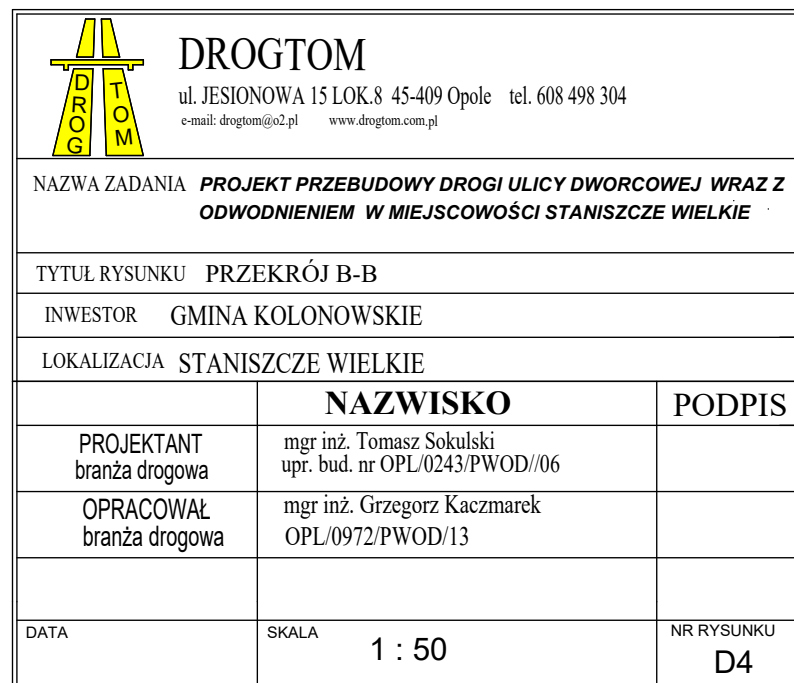 DROG
TOM
DROGTOM
ul. JESIONOWA 15 LOK.8 45-409 Opole tel. 608 498 304
e-mail: drogtom@o2.pl www.drogtom.com.pl
NAZWA ZADANIA PROJEKT PRZEBUDOWY DROGI ULICY DWORCOWEJ WRAZ Z
ODWODNIENIEM W MIEJSCOWOŚCI STANISZCZE WIELKIE
TYTUŁ RYSUNKU PRZEKRÓJ B-B
INWESTOR GMINA KOLONOWSKIE
LOKALIZACJA STANISZCZE WIELKIE
NAZWISKO PODPIS
PROJEKTANT mgr inż. Tomasz Sokulski
branża drogowa upr. bud. nr OPL/0243/PWOD//06
OPRACOWAŁ mgr inż. Grzegorz Kaczmarek
branża drogowa OPL/0972/PWOD/13
DATA SKALA 1 : 50 NR RYSUNKU
D4